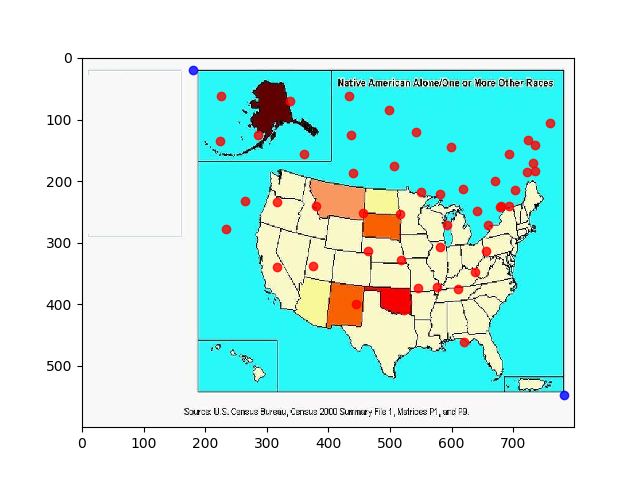 Native American Alone/One or More Other Races
0
100
200
300
400
500
Source: U.S. Census Bureau, Census 2000 Summary File 1, Matrices P1, and P9.
0 100 200 300 400 500 600 700